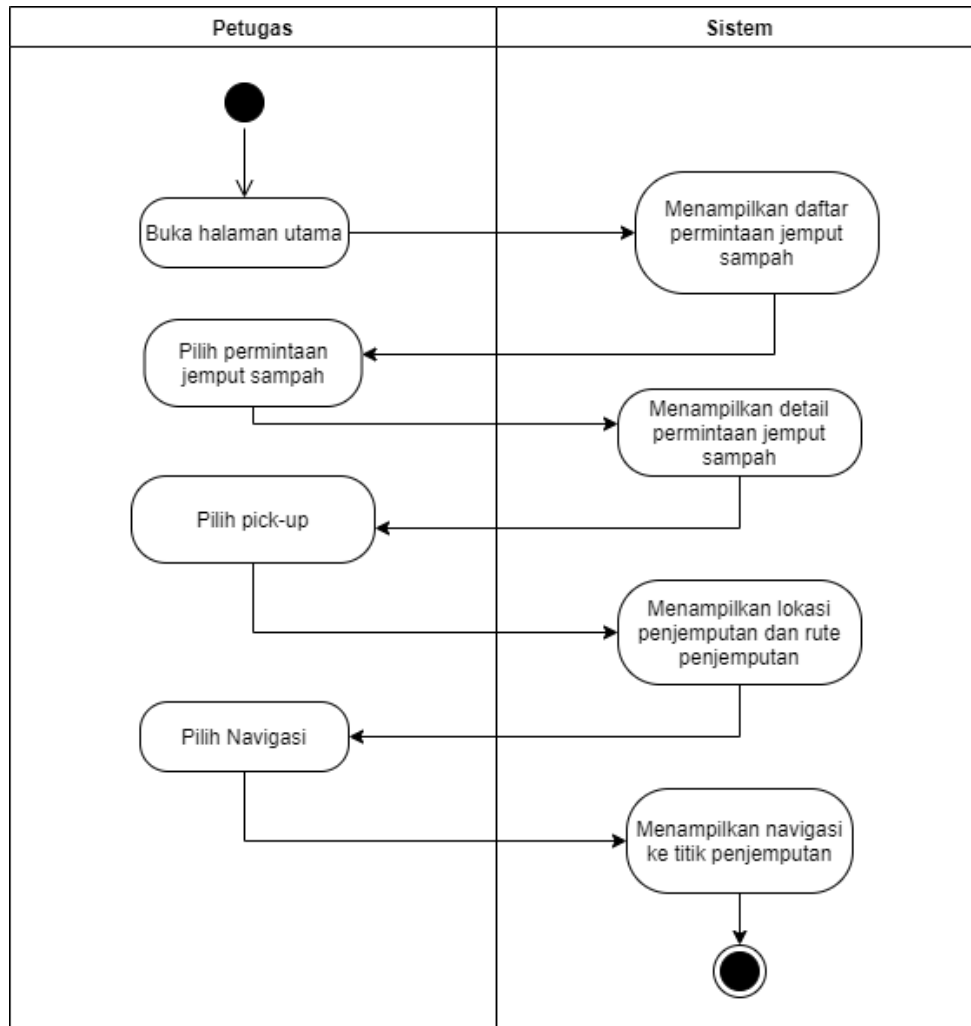 Petugas
Sistem
Buka halaman utama
Menampilkan daftar
permintaan jemput
sampah
Pilih permintaan
jemput sampah
Menampilkan detail
permintaan jemput
sampah
Pilih pick-up
Menampilkan lokasi
penjemputan dan rute
penjemputan
Pilih Navigasi
Menampilkan navigasi
ke titik penjemputan